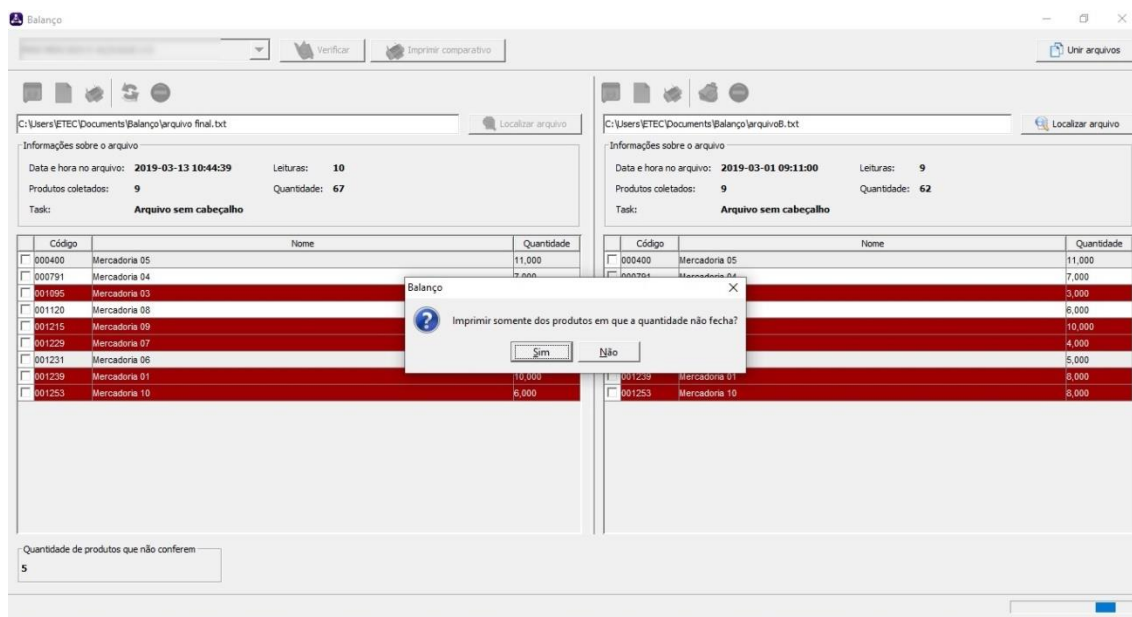 Balanço
Verificar
Imprimir comparativo
Unir arquivos
C:\Users\ETEC\Documents\Balanço\arquivo final.txt
Localizar arquivo
Informações sobre o arquivo
Data e hora no arquivo: 2019-03-13 10:44:39 Leituras: 10
Produtos coletados: 9 Quantidade: 67
Task: Arquivo sem cabeçalho
Código Nome Quantidade
000400 Mercadoria 05 11,000
000791 Mercadoria 04 7,000
001095 Mercadoria 03
001120 Mercadoria 08
001215 Mercadoria 09
001229 Mercadoria 07
001231 Mercadoria 06
001239 Mercadoria 01 10,000
001253 Mercadoria 10 6,000
C:\Users\ETEC\Documents\Balanço\arquivoB.txt
Localizar arquivo
Informações sobre o arquivo
Data e hora no arquivo: 2019-03-01 09:11:00 Leituras: 9
Produtos coletados: 9 Quantidade: 62
Task: Arquivo sem cabeçalho
Código Nome Quantidade
000400 Mercadoria 05 11,000
000791 Mercadoria 04 7,000
3,000
6,000
10,000
4,000
5,000
001239 Mercadoria 01 8,000
001253 Mercadoria 10 8,000
Balanço
Imprimir somente dos produtos em que a quantidade não fecha?
Sim Não
Quantidade de produtos que não conferem
5